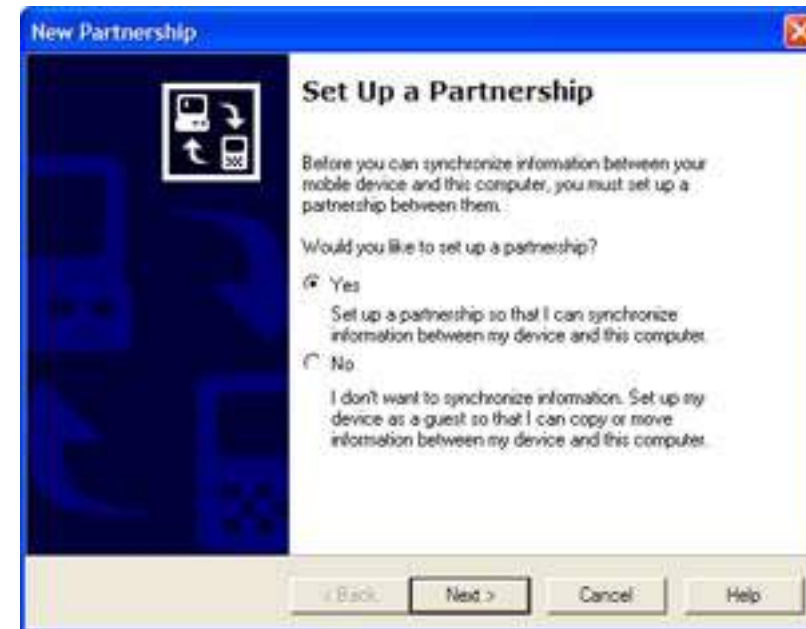 New Partnership
Set Up a Partnership
Before you can synchronize information between your
mobile device and this computer, you must set up a
partnership between them.
Would you like to set up a partnership?
Yes
Set up a partnership so that I can synchronize
information between my device and this computer.
No
I don't want to synchronize information. Set up my
device as a guest so that I can copy or move
information between my device and this computer.
< Back
Next >
Cancel
Help